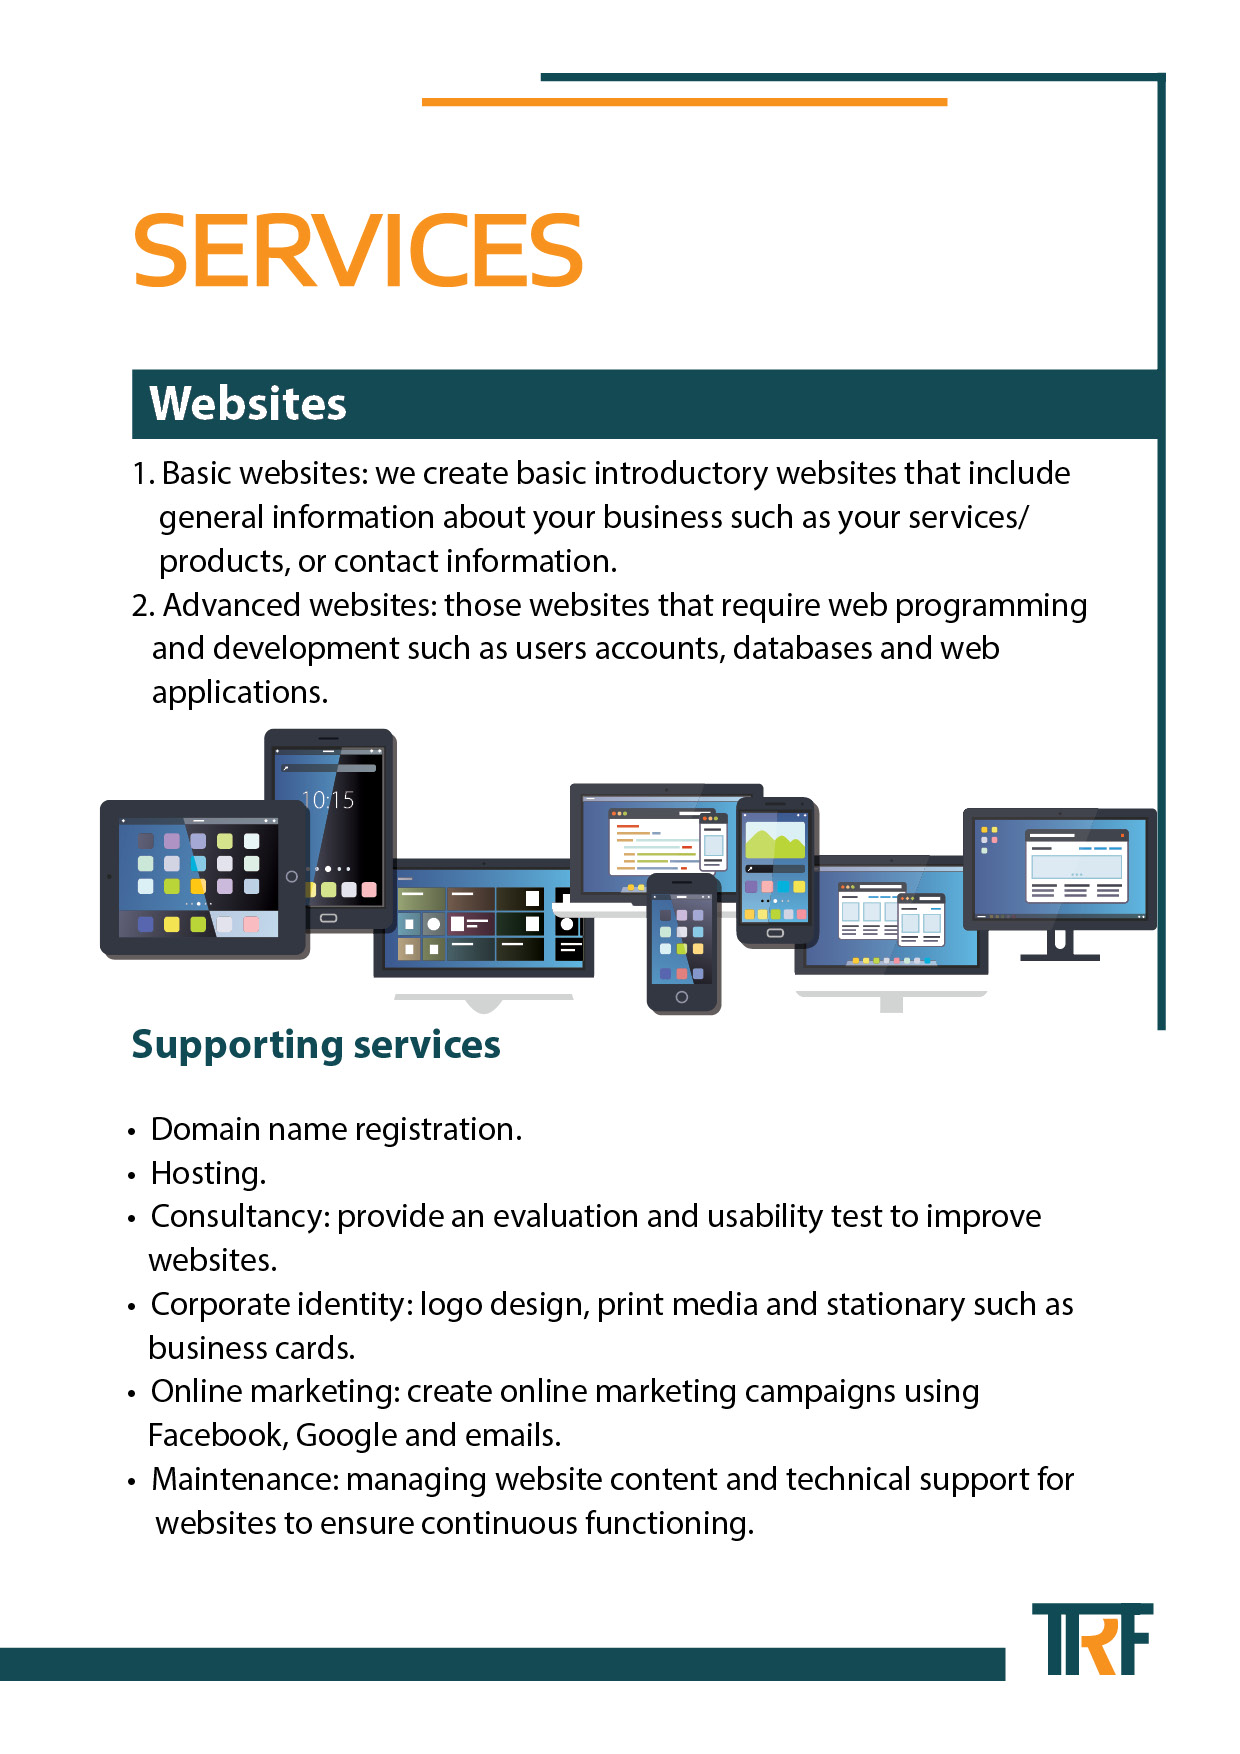 SERVICES
Websites
1. Basic websites: we create basic introductory websites that include
general information about your business such as your services/
products, or contact information.
2. Advanced websites: those websites that require web programming
and development such as users accounts, databases and web
applications.
10:15
Supporting services
• Domain name registration.
• Hosting.
• Consultancy: provide an evaluation and usability test to improve
websites.
• Corporate identity: logo design, print media and stationary such as
business cards.
• Online marketing: create online marketing campaigns using
Facebook, Google and emails.
• Maintenance: managing website content and technical support for
websites to ensure continuous functioning.
TRF